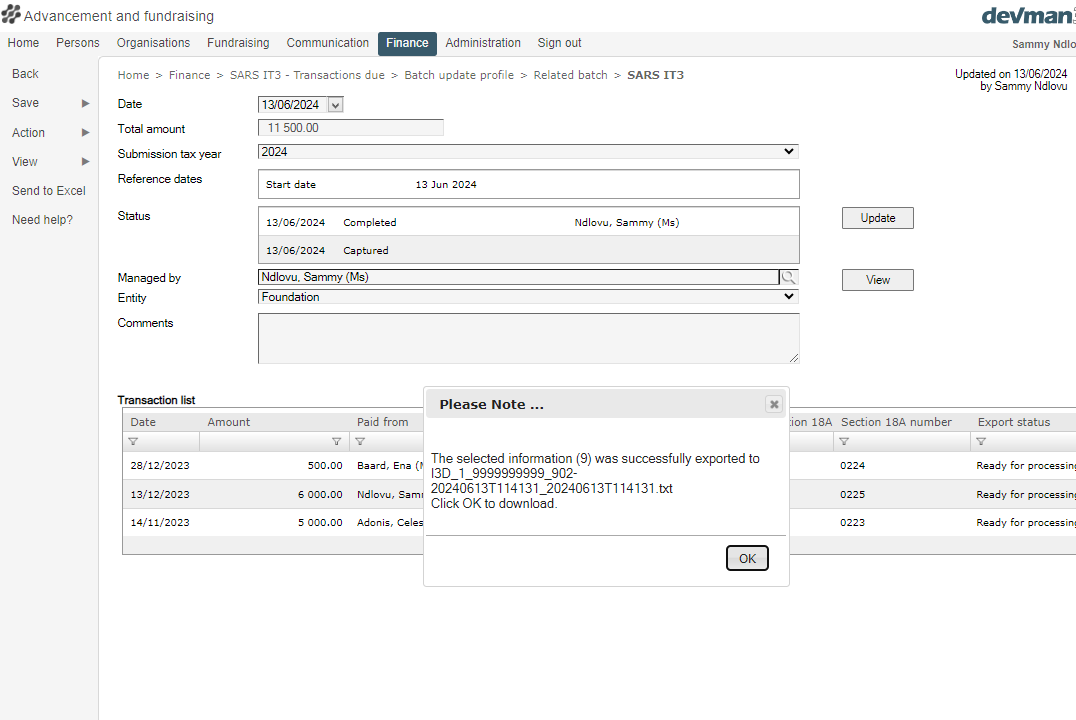 Advancement and fundraising
devman
Home Persons Organisations Fundraising Communication Finance Administration Sign out
Sammy Ndlo
Back
Save
Action
View
Send to Excel
Need help?
Home > Finance > SARS IT3 - Transactions due > Batch update profile > Related batch > SARS IT3
Updated on 13/06/2024
by Sammy Ndlovu
Date 13/06/2024
Total amount 11 500.00
Submission tax year 2024
Reference dates Start date 13 Jun 2024
Status 13/06/2024 Completed Ndlovu, Sammy (Ms) Update
13/06/2024 Captured
Managed by Ndlovu, Sammy (Ms) View
Entity Foundation
Comments
Transaction list
Date Amount Paid from tion 18A Section 18A number Export status
28/12/2023 500.00 Baard, Ena (M 0224 Ready for processing
13/12/2023 6 000.00 Ndlovu, Samm 0225 Ready for processing
14/11/2023 5 000.00 Adonis, Celes 0223 Ready for processing
Please Note ...
The selected information (9) was successfully exported to
I3D_1_9999999999_902-
20240613T114131_20240613T114131.txt
Click OK to download.
OK